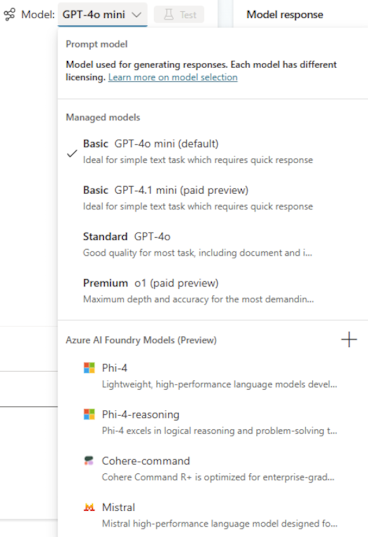 Model: GPT-4o mini Test Model response
Prompt model
Model used for generating responses. Each model has different
licensing. Learn more on model selection
Managed models
Basic GPT-4o mini (default)
Ideal for simple text task which requires quick response
Basic GPT-4.1 mini (paid preview)
Ideal for simple text task which requires quick response
Standard GPT-4o
Good quality for most task, including document and i...
Premium o1 (paid preview)
Maximum depth and accuracy for the most demandin...
Azure AI Foundry Models (Preview)
Phi-4
Lightweight, high-performance language models devel...
Phi-4-reasoning
Phi-4 excels in logical reasoning and problem-solving t...
Cohere-command
Cohere Command R+ is optimized for enterprise-grad...
Mistral
Mistral high-performance language model designed fo...